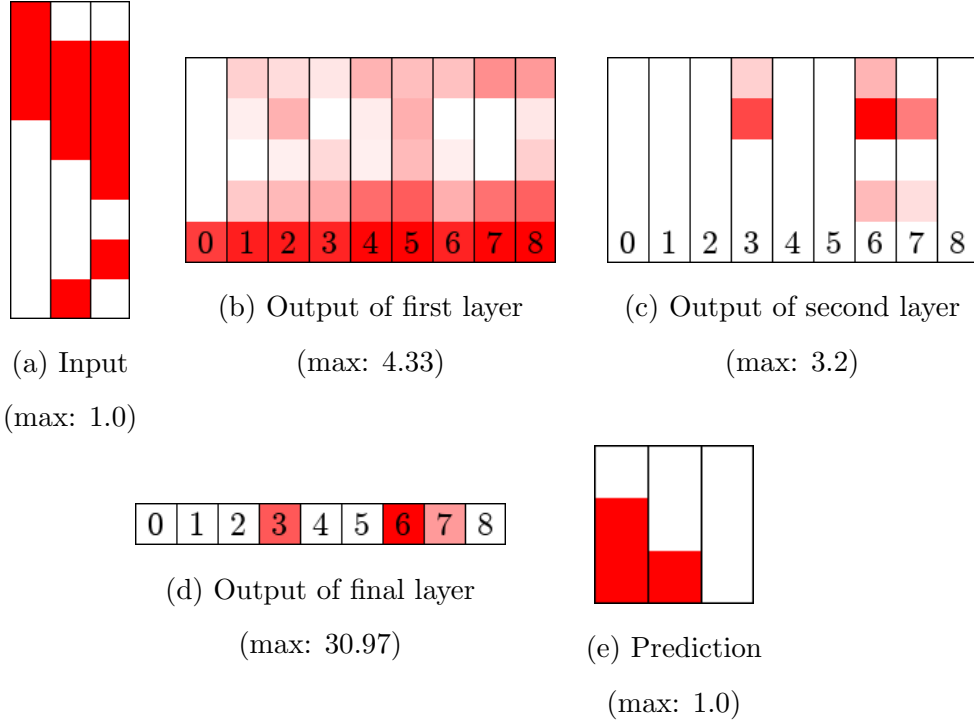 0 1 2 3 4 5 6 7 8
0 1 2 3 4 5 6 7 8
(a) Input
(max: 1.0)
(b) Output of first layer
(max: 4.33)
(c) Output of second layer
(max: 3.2)
0 1 2 3 4 5 6 7 8
(d) Output of final layer
(max: 30.97)
(e) Prediction
(max: 1.0)